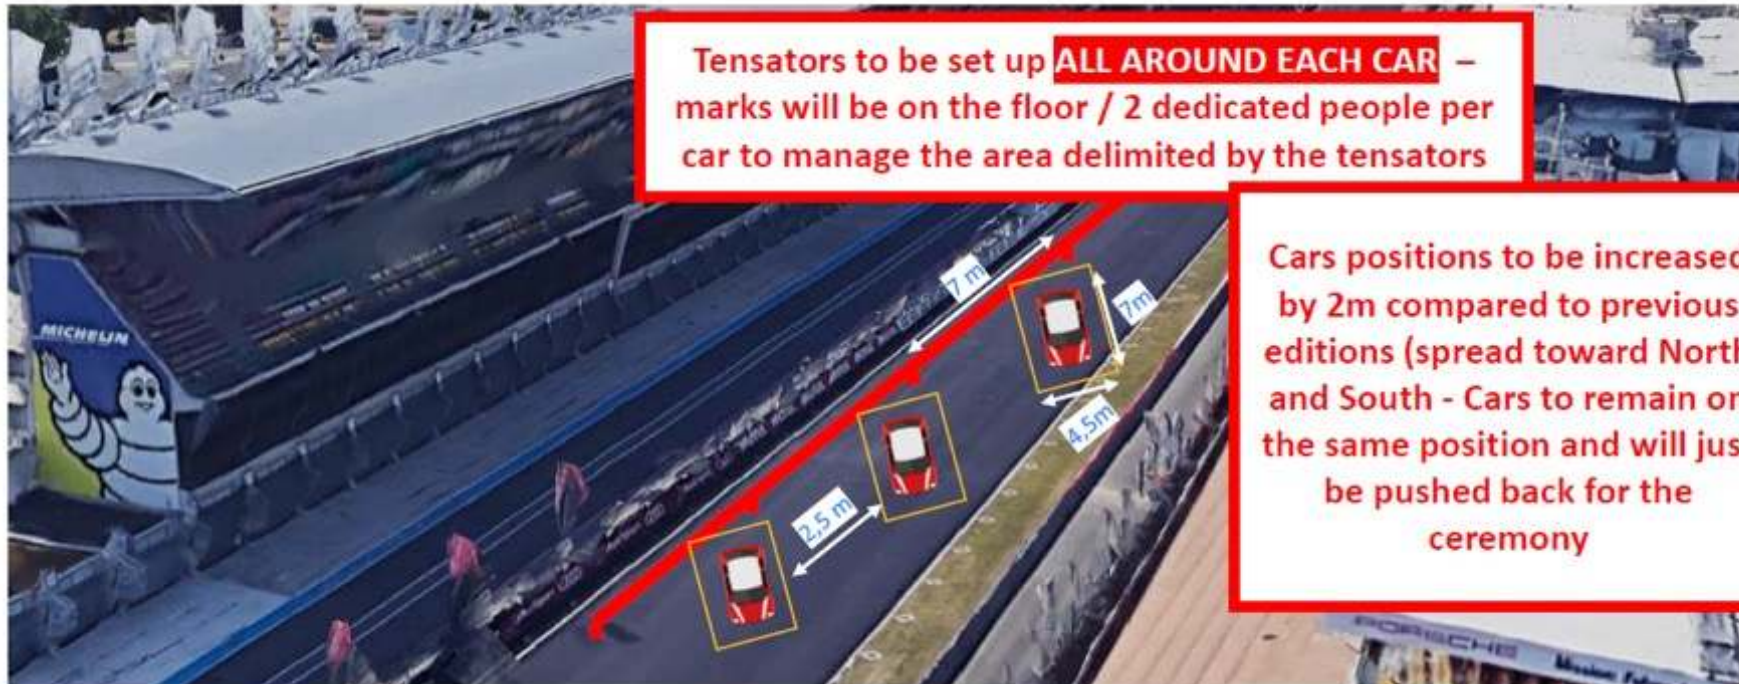 Tensators to be set up ALL AROUND EACH CAR –
marks will be on the floor / 2 dedicated people per
car to manage the area delimited by the tensators
Cars positions to be increased
by 2m compared to previous
editions (spread toward North
and South - Cars to remain on
the same position and will just
be pushed back for the
ceremony
7 m
7m
4,5m
2,5 m
MICHELIN
PORSCHE
Mission: